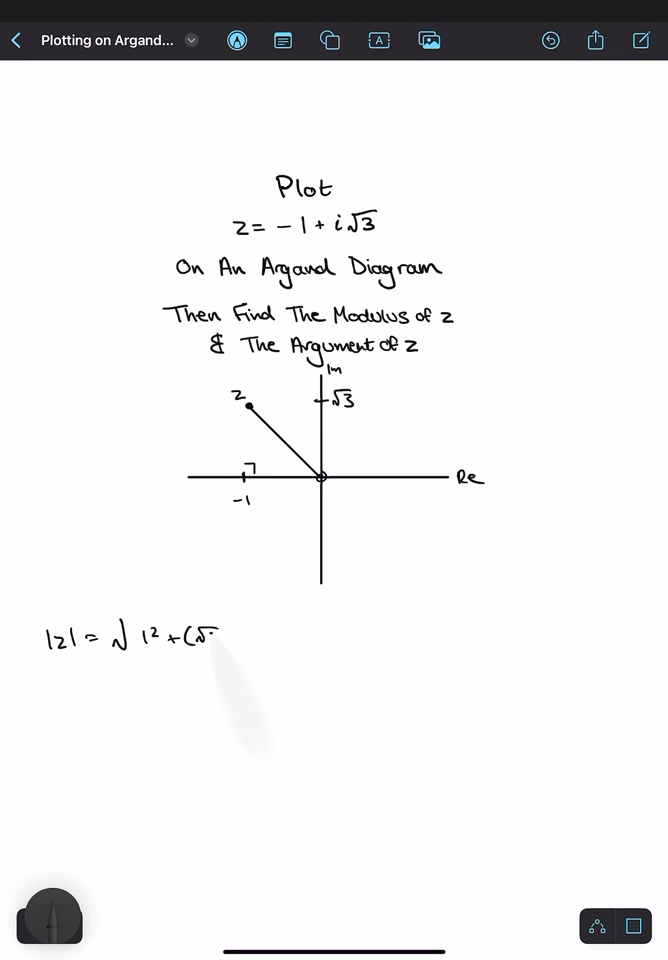 Plotting on Argand...
A
Plot
z = -1 + i√3
On An Argand Diagram
Then Find The Modulus of z
& The Argument of z
Im
z
√3
Re
-1
|z| = √ 1² + (√